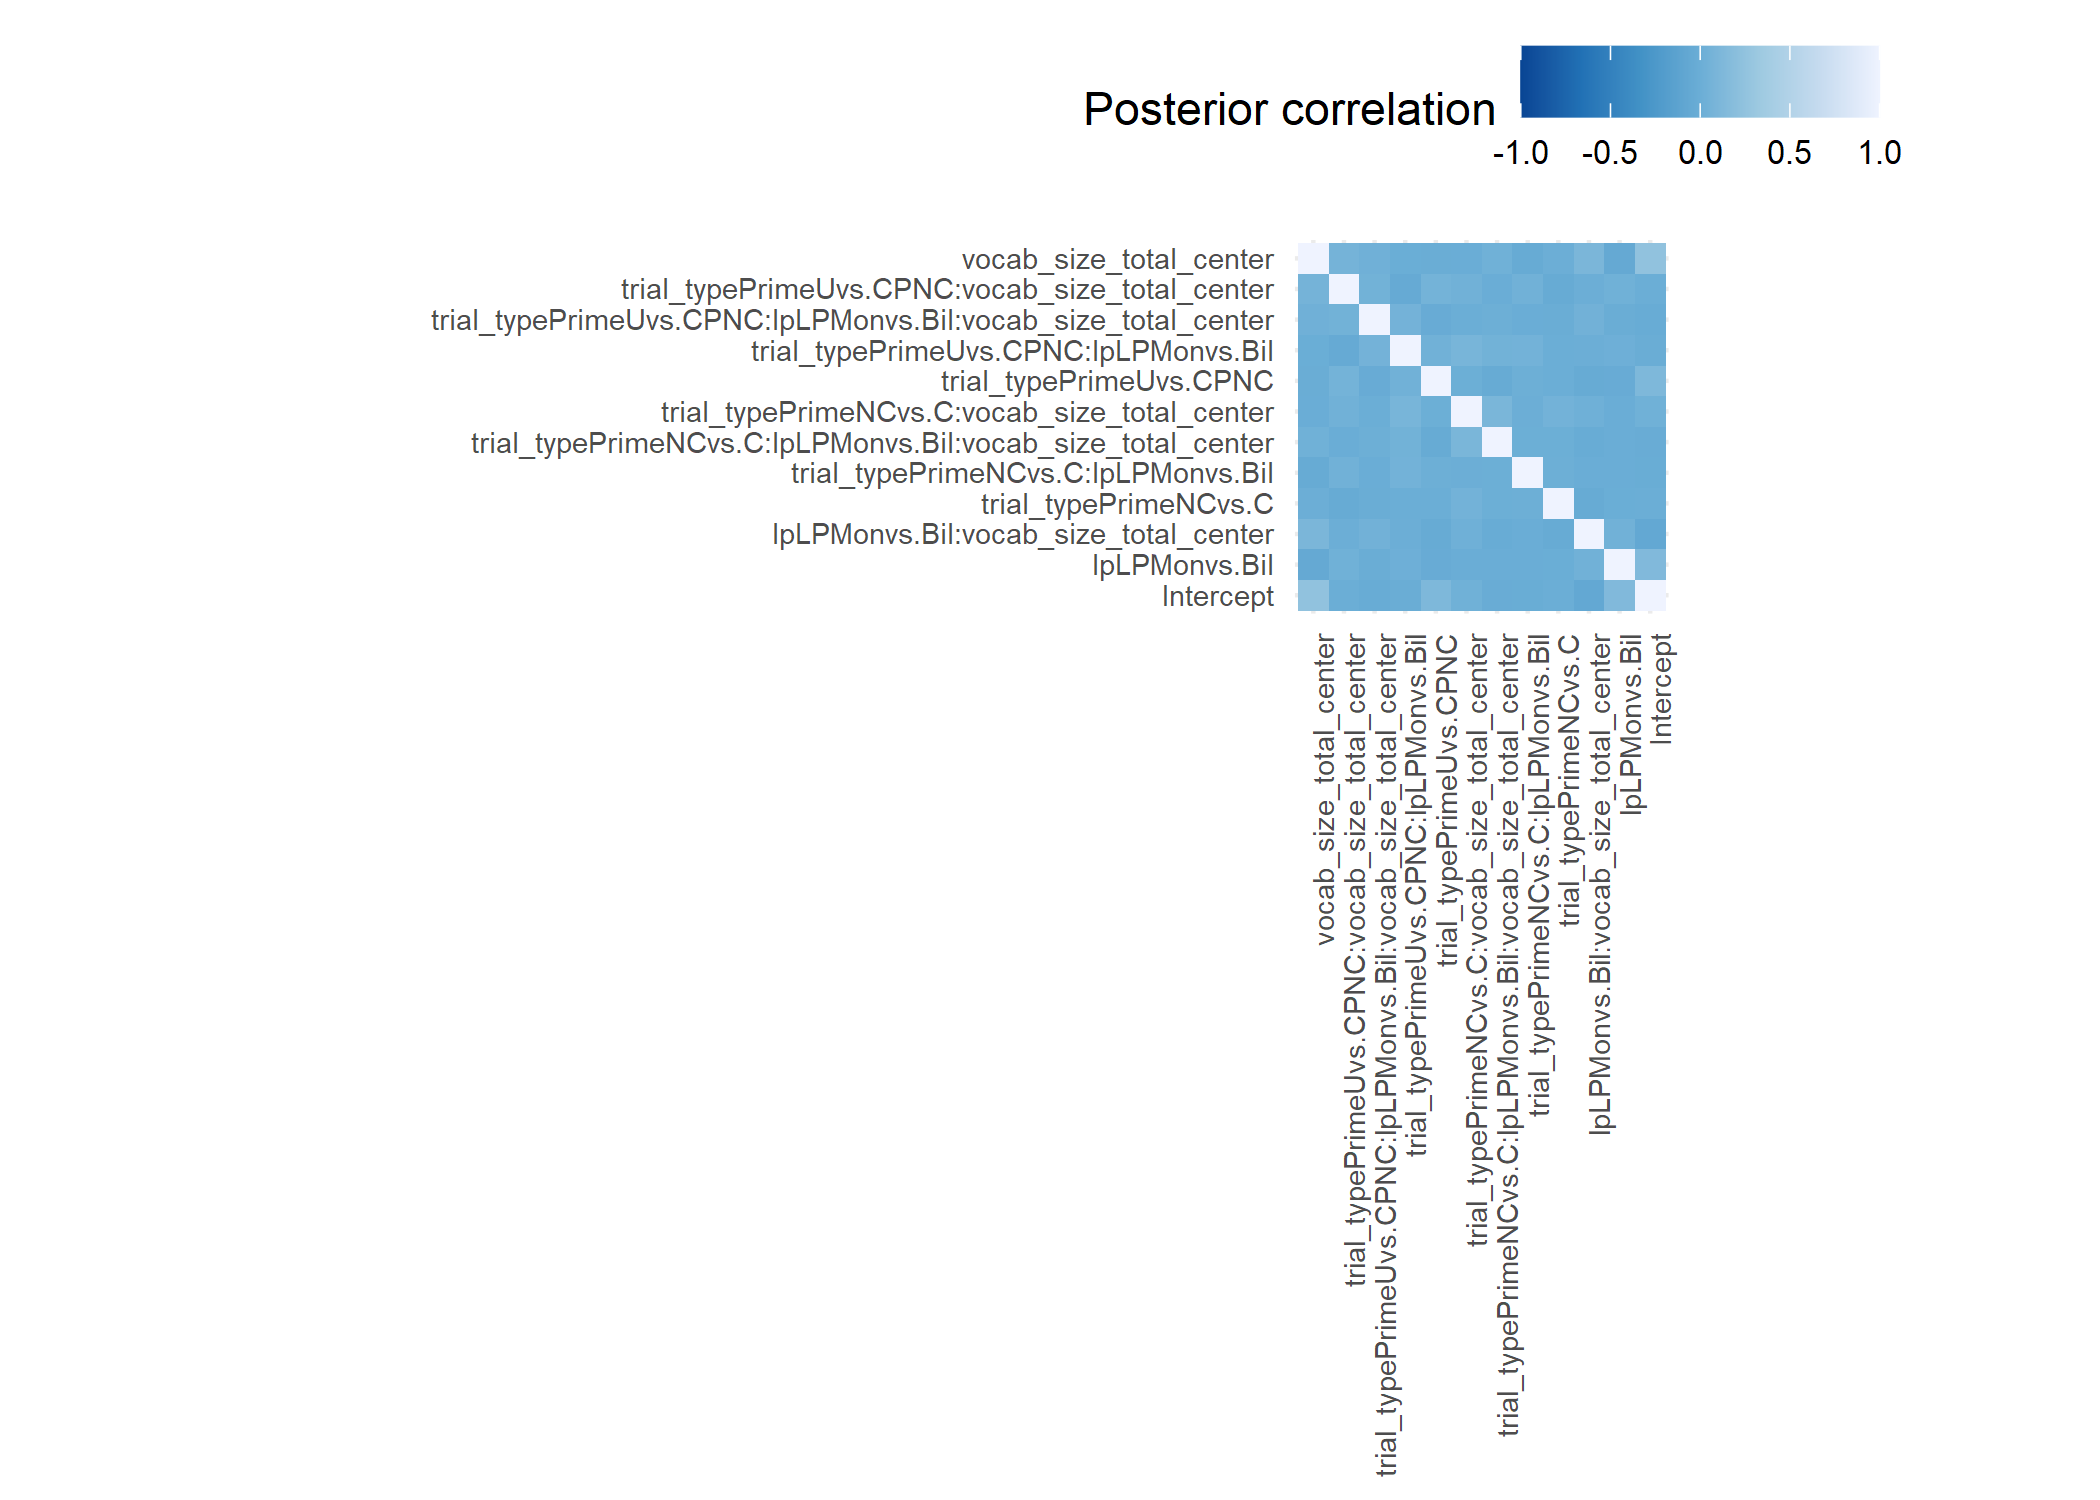 Posterior correlation
-1.0 -0.5 0.0 0.5 1.0
vocab_size_total_center
trial_typePrimeUvs.CPNC:vocab_size_total_center
trial_typePrimeUvs.CPNC:lpLPMonvs.Bil:vocab_size_total_center
trial_typePrimeUvs.CPNC:lpLPMonvs.Bil
trial_typePrimeUvs.CPNC
trial_typePrimeNCvs.C:vocab_size_total_center
trial_typePrimeNCvs.C:lpLPMonvs.Bil:vocab_size_total_center
trial_typePrimeNCvs.C:lpLPMonvs.Bil
trial_typePrimeNCvs.C
lpLPMonvs.Bil:vocab_size_total_center
lpLPMonvs.Bil
Intercept
vocab_size_total_center
trial_typePrimeUvs.CPNC:vocab_size_total_center
trial_typePrimeUvs.CPNC:lpLPMonvs.Bil:vocab_size_total_center
trial_typePrimeUvs.CPNC:lpLPMonvs.Bil
trial_typePrimeUvs.CPNC
trial_typePrimeNCvs.C:vocab_size_total_center
trial_typePrimeNCvs.C:lpLPMonvs.Bil:vocab_size_total_center
trial_typePrimeNCvs.C:lpLPMonvs.Bil
trial_typePrimeNCvs.C
lpLPMonvs.Bil:vocab_size_total_center
lpLPMonvs.Bil
Intercept